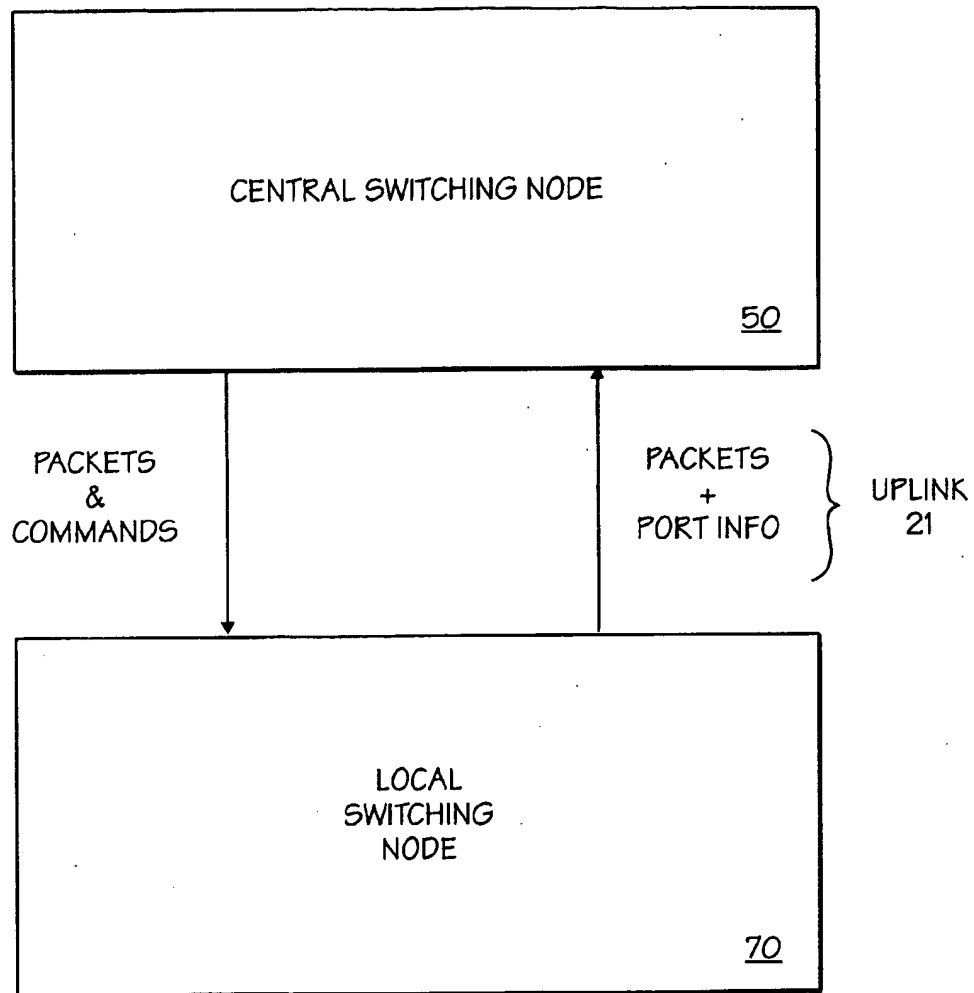 CENTRAL SWITCHING NODE
50
PACKETS
&
COMMANDS
PACKETS
+
PORT INFO
UPLINK
21
LOCAL
SWITCHING
NODE
70